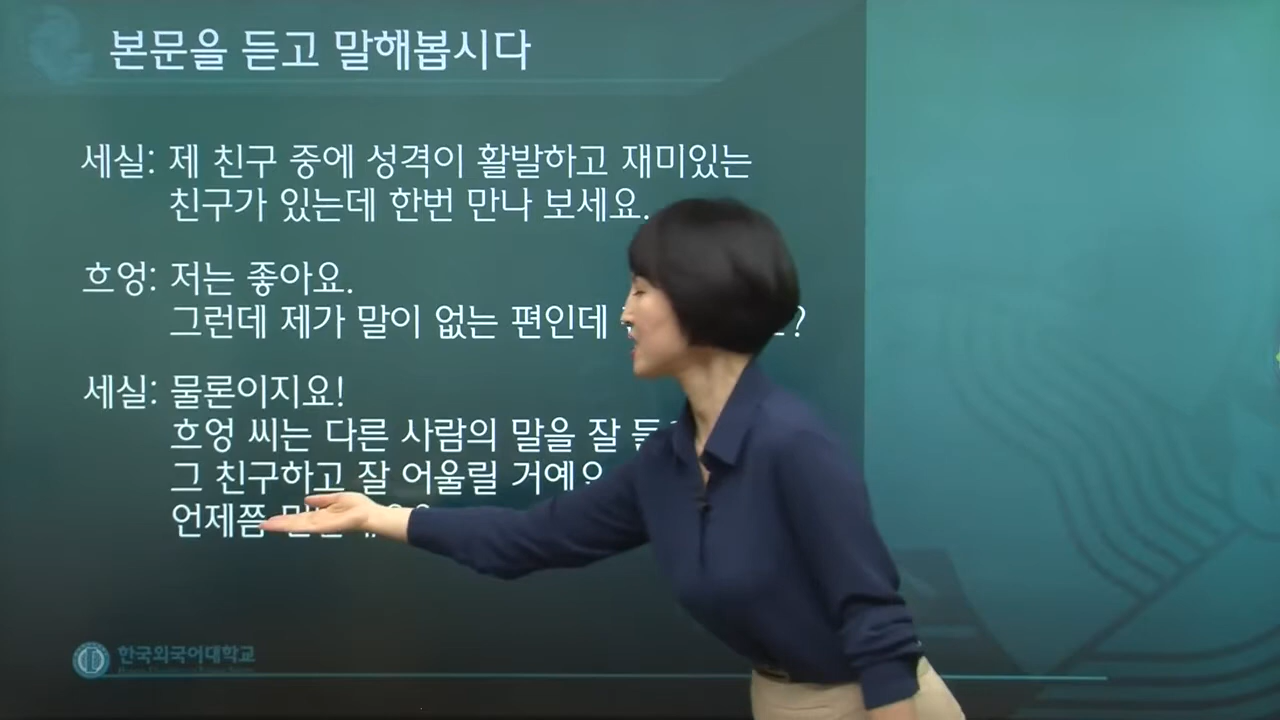 본문을 듣고 말해봅시다
세실: 제 친구 중에 성격이 활발하고 재미있는
친구가 있는데 한번 만나 보세요.
흐엉: 저는 좋아요.
그런데 제가 말이 없는 편인데
세실: 물론이지요!
흐엉 씨는 다른 사람의 말을 잘
그 친구하고 잘 어울릴 거예요
언제쯤
한국외국어대학교